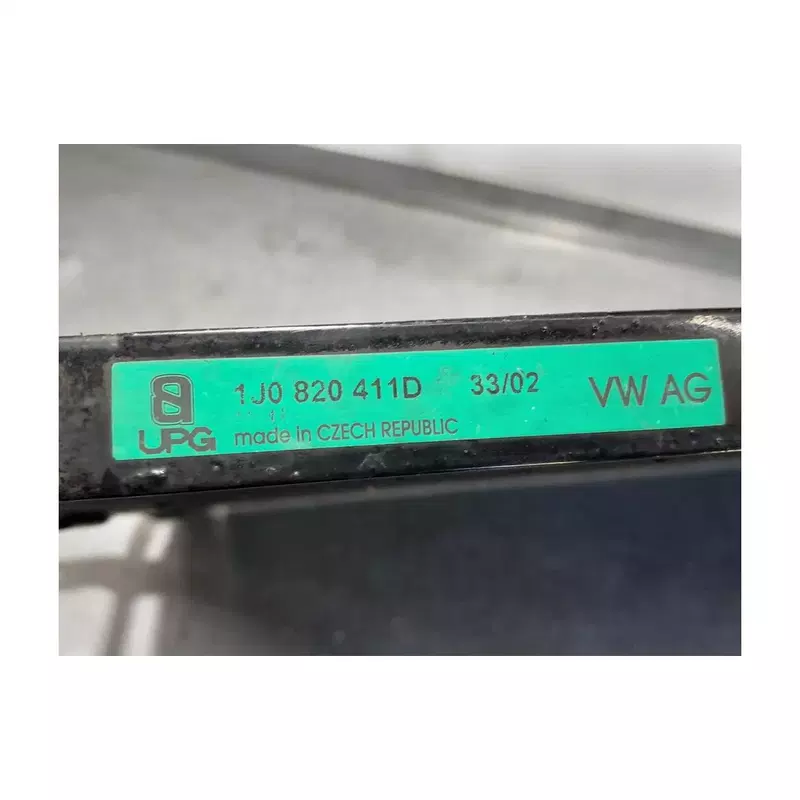 1J0 820 411D 33/02 VW AG
UPG made in CZECH REPUBLIC